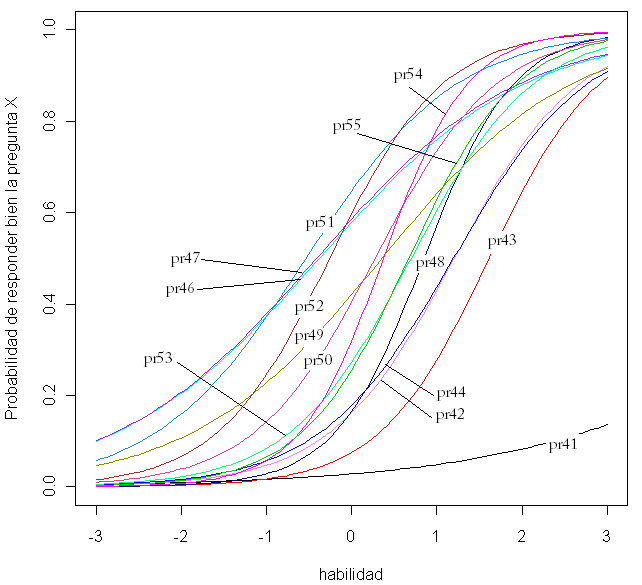 Probabilidad de responder bien la pregunta X
1.0
0.8
0.6
0.4
0.2
0.0
pr54
pr55
pr51
pr43
pr47
pr48
pr46
pr52
pr49
pr53
pr50
pr44
pr42
pr41
-3 -2 -1 0 1 2 3
habilidad